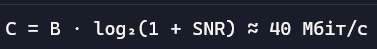 C = B · log₂(1 + SNR) ≈ 40 Мбіт/с